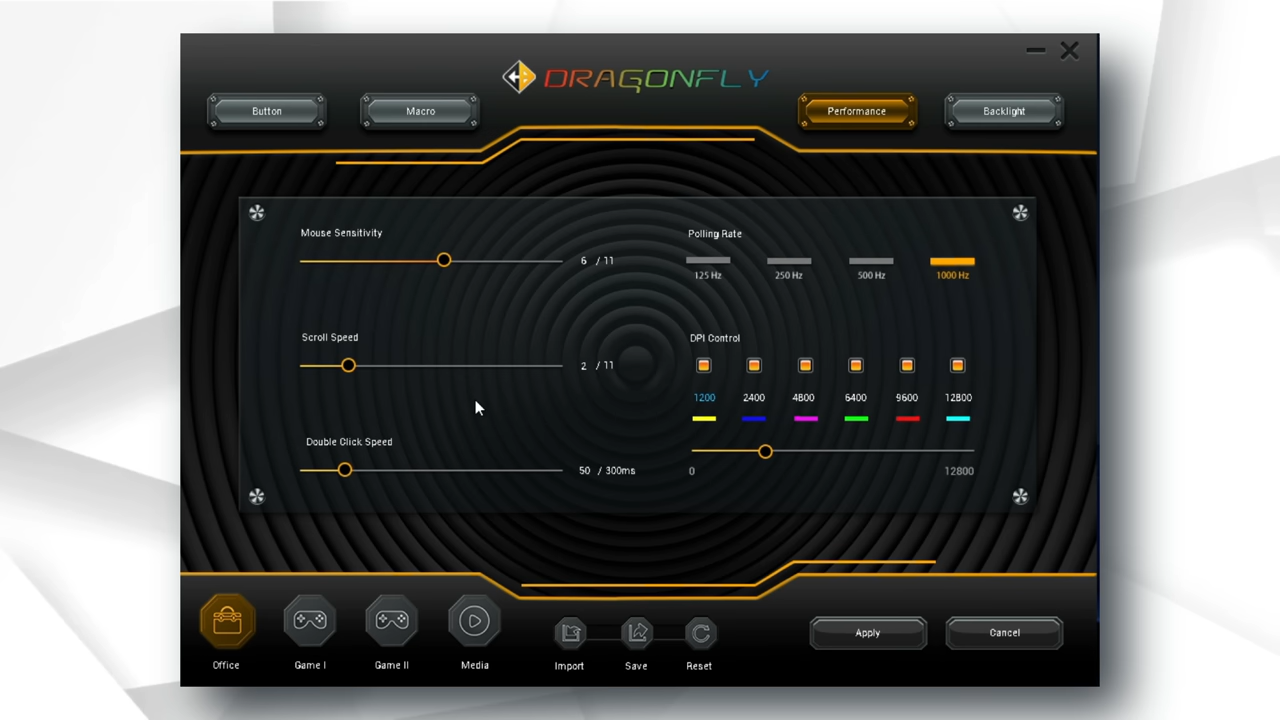 DRAGONFLY
Button
Macro
Performance
Backlight
Mouse Sensitivity
6 / 11
Scroll Speed
2 / 11
Double Click Speed
50 / 300ms
Polling Rate
125 Hz
250 Hz
500 Hz
1000 Hz
DPI Control
1200 2400 4800 6400 9600 12800
0 12800
Office
Game I
Game II
Media
Import
Save
Reset
Apply
Cancel